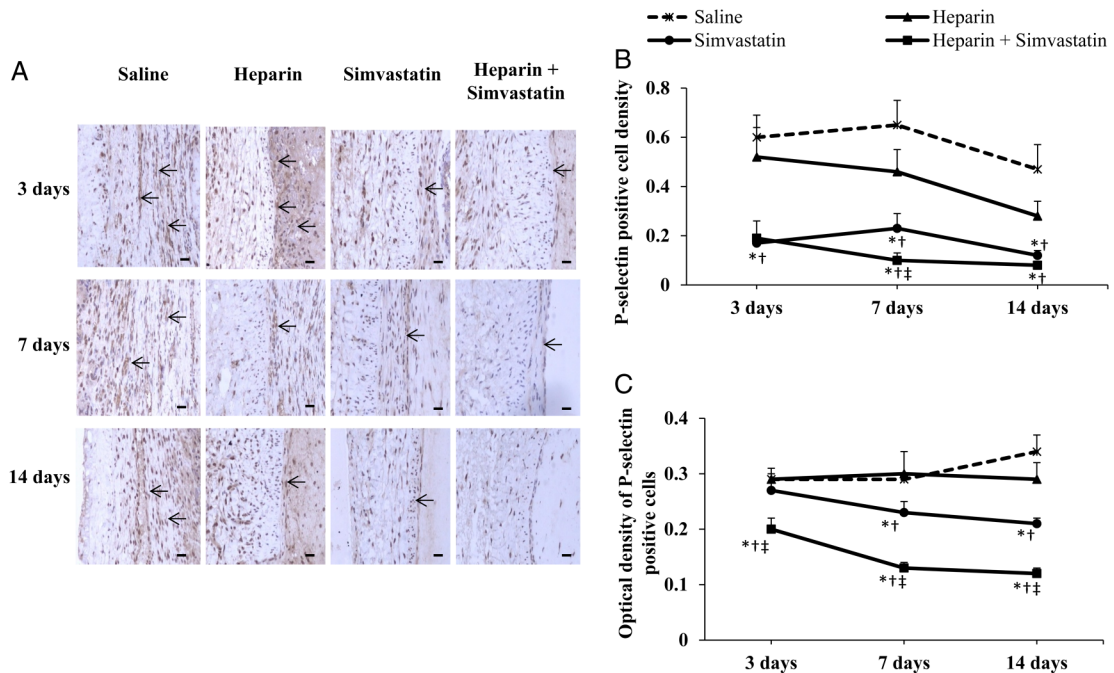 A
Saline
Heparin
Simvastatin
Heparin +
Simvastatin
3 days
7 days
14 days
Saline
Heparin
Simvastatin
Heparin + Simvastatin
B
P-selectin positive cell density
0.8
0.6
0.4
0.2
0
*†
*†
*†‡
*†
*†
3 days
7 days
14 days
C
Optical density of P-selectin
positive cells
0.4
0.3
0.2
0.1
0
*†‡
*†
*†‡
*†
*†‡
3 days
7 days
14 days